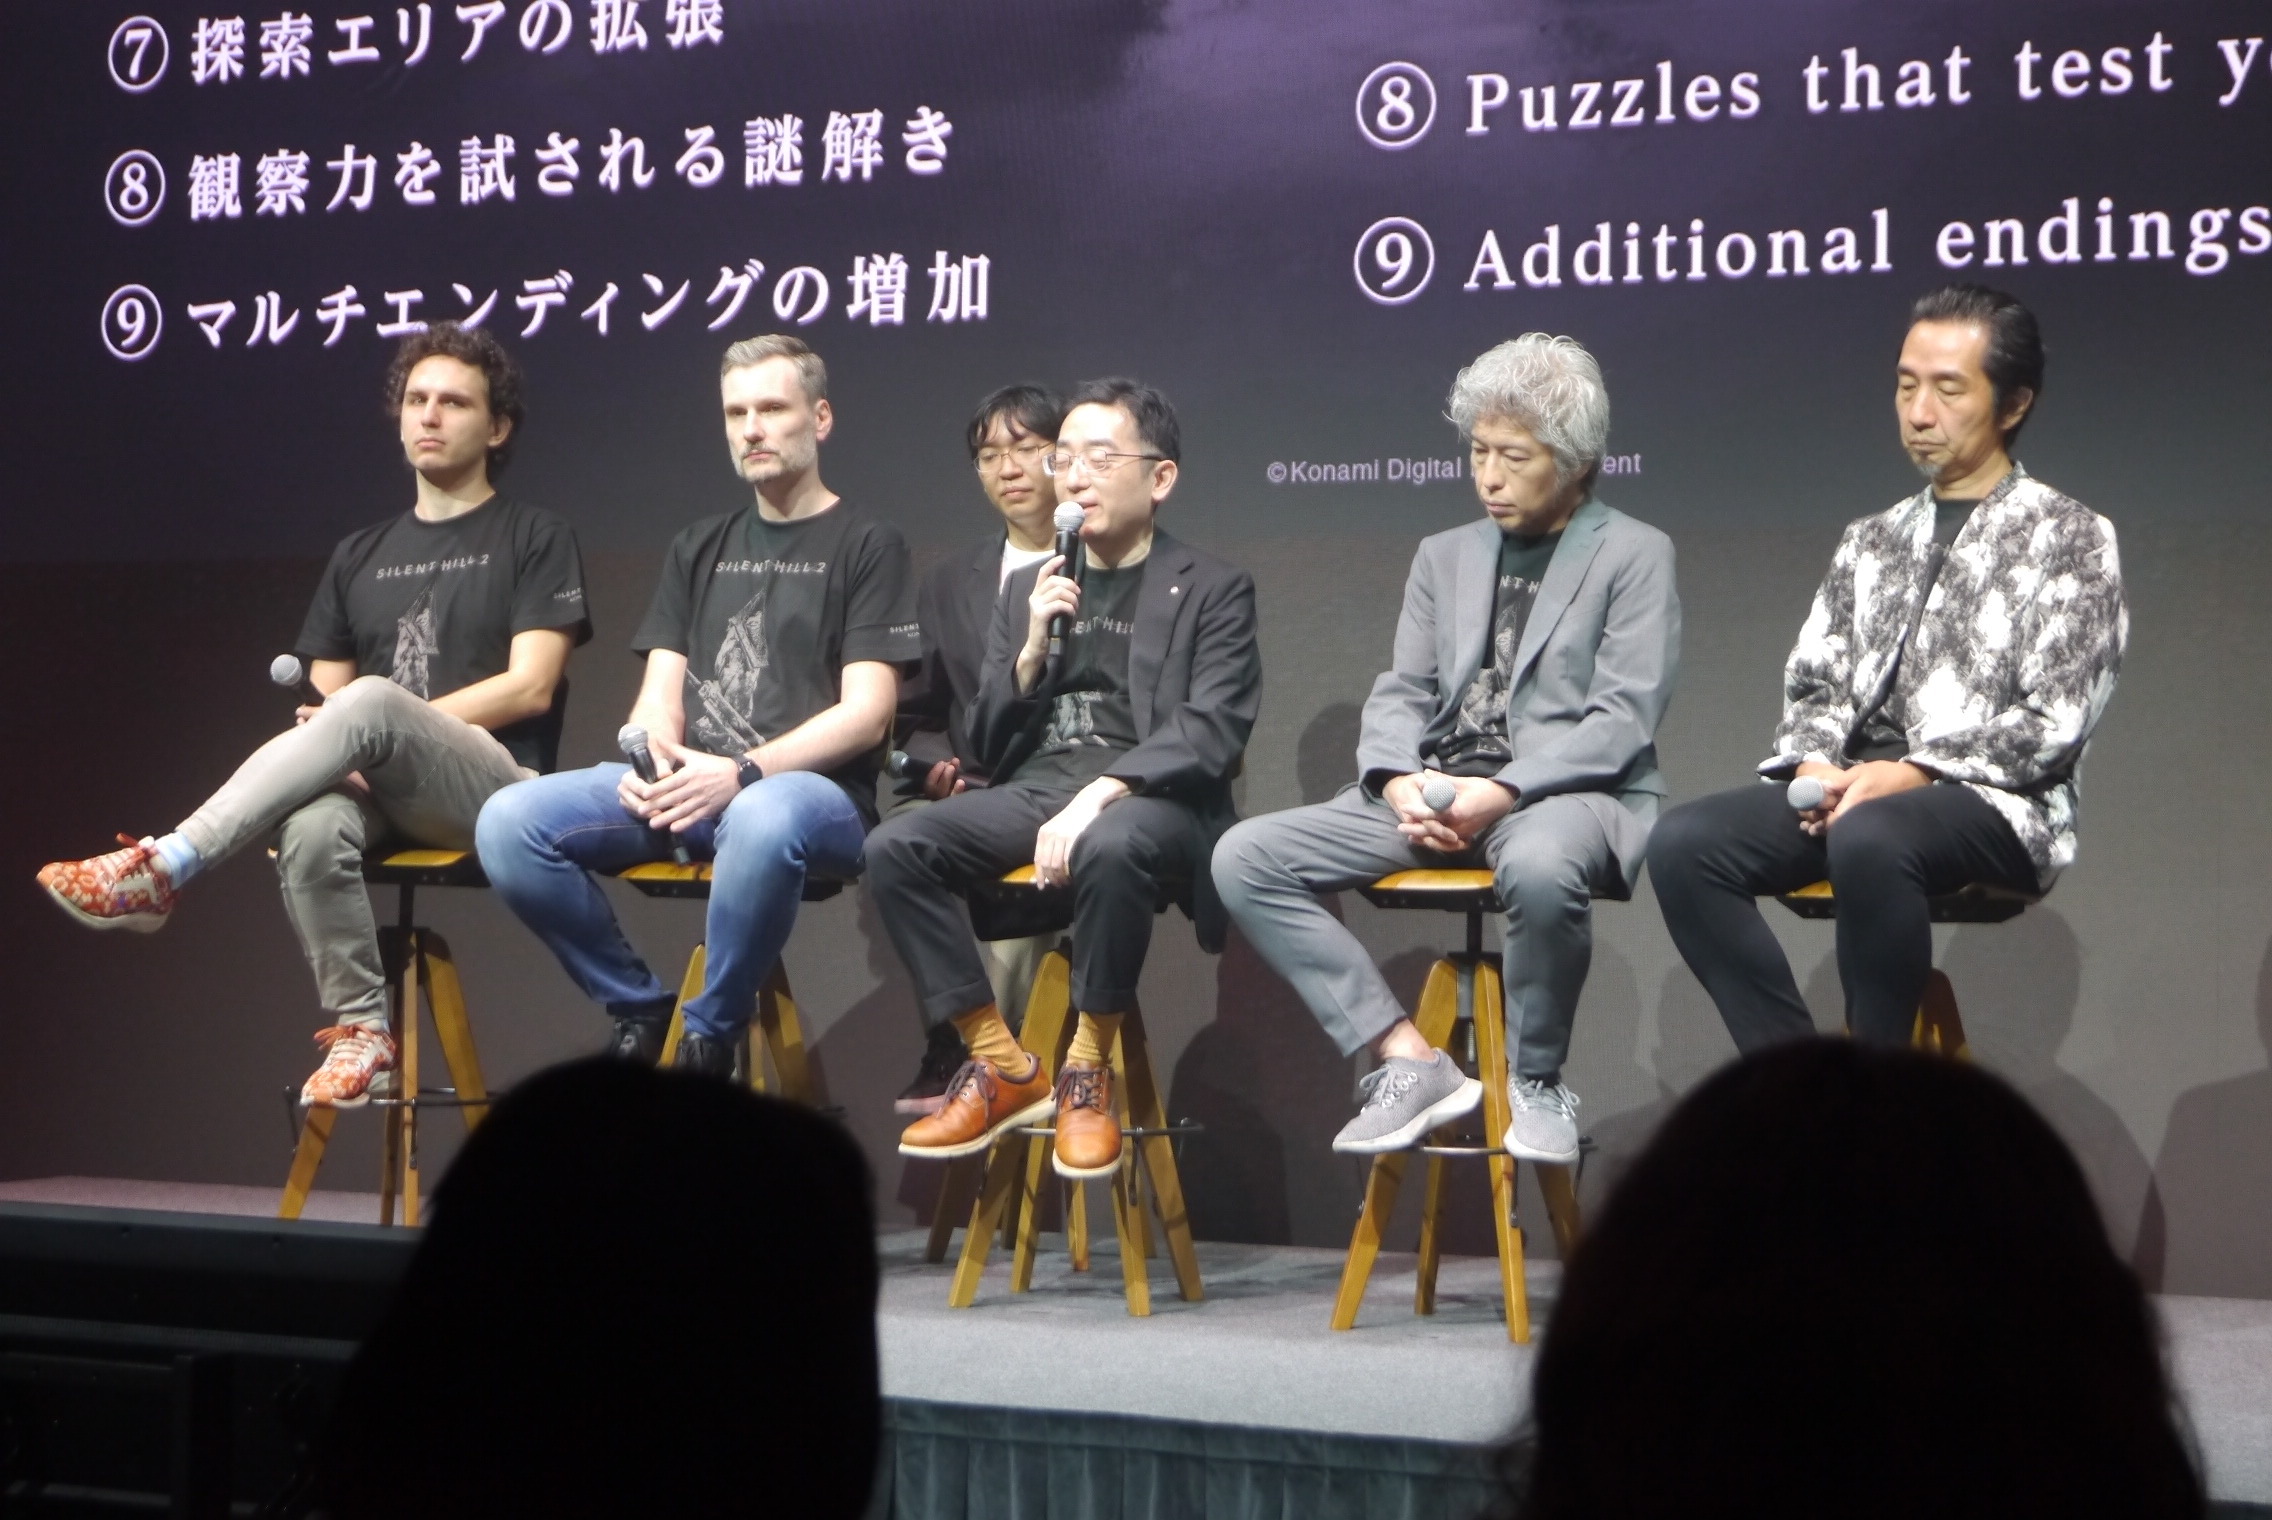 ⑦ 探索エリアの拡張
⑧ 観察力を試される謎解き
⑨ マルチエンディングの増加
⑧ Puzzles that test
⑨ Additional endings
©Konami Digital
SILENT HILL 2
SILENT HILL 2
SILENT